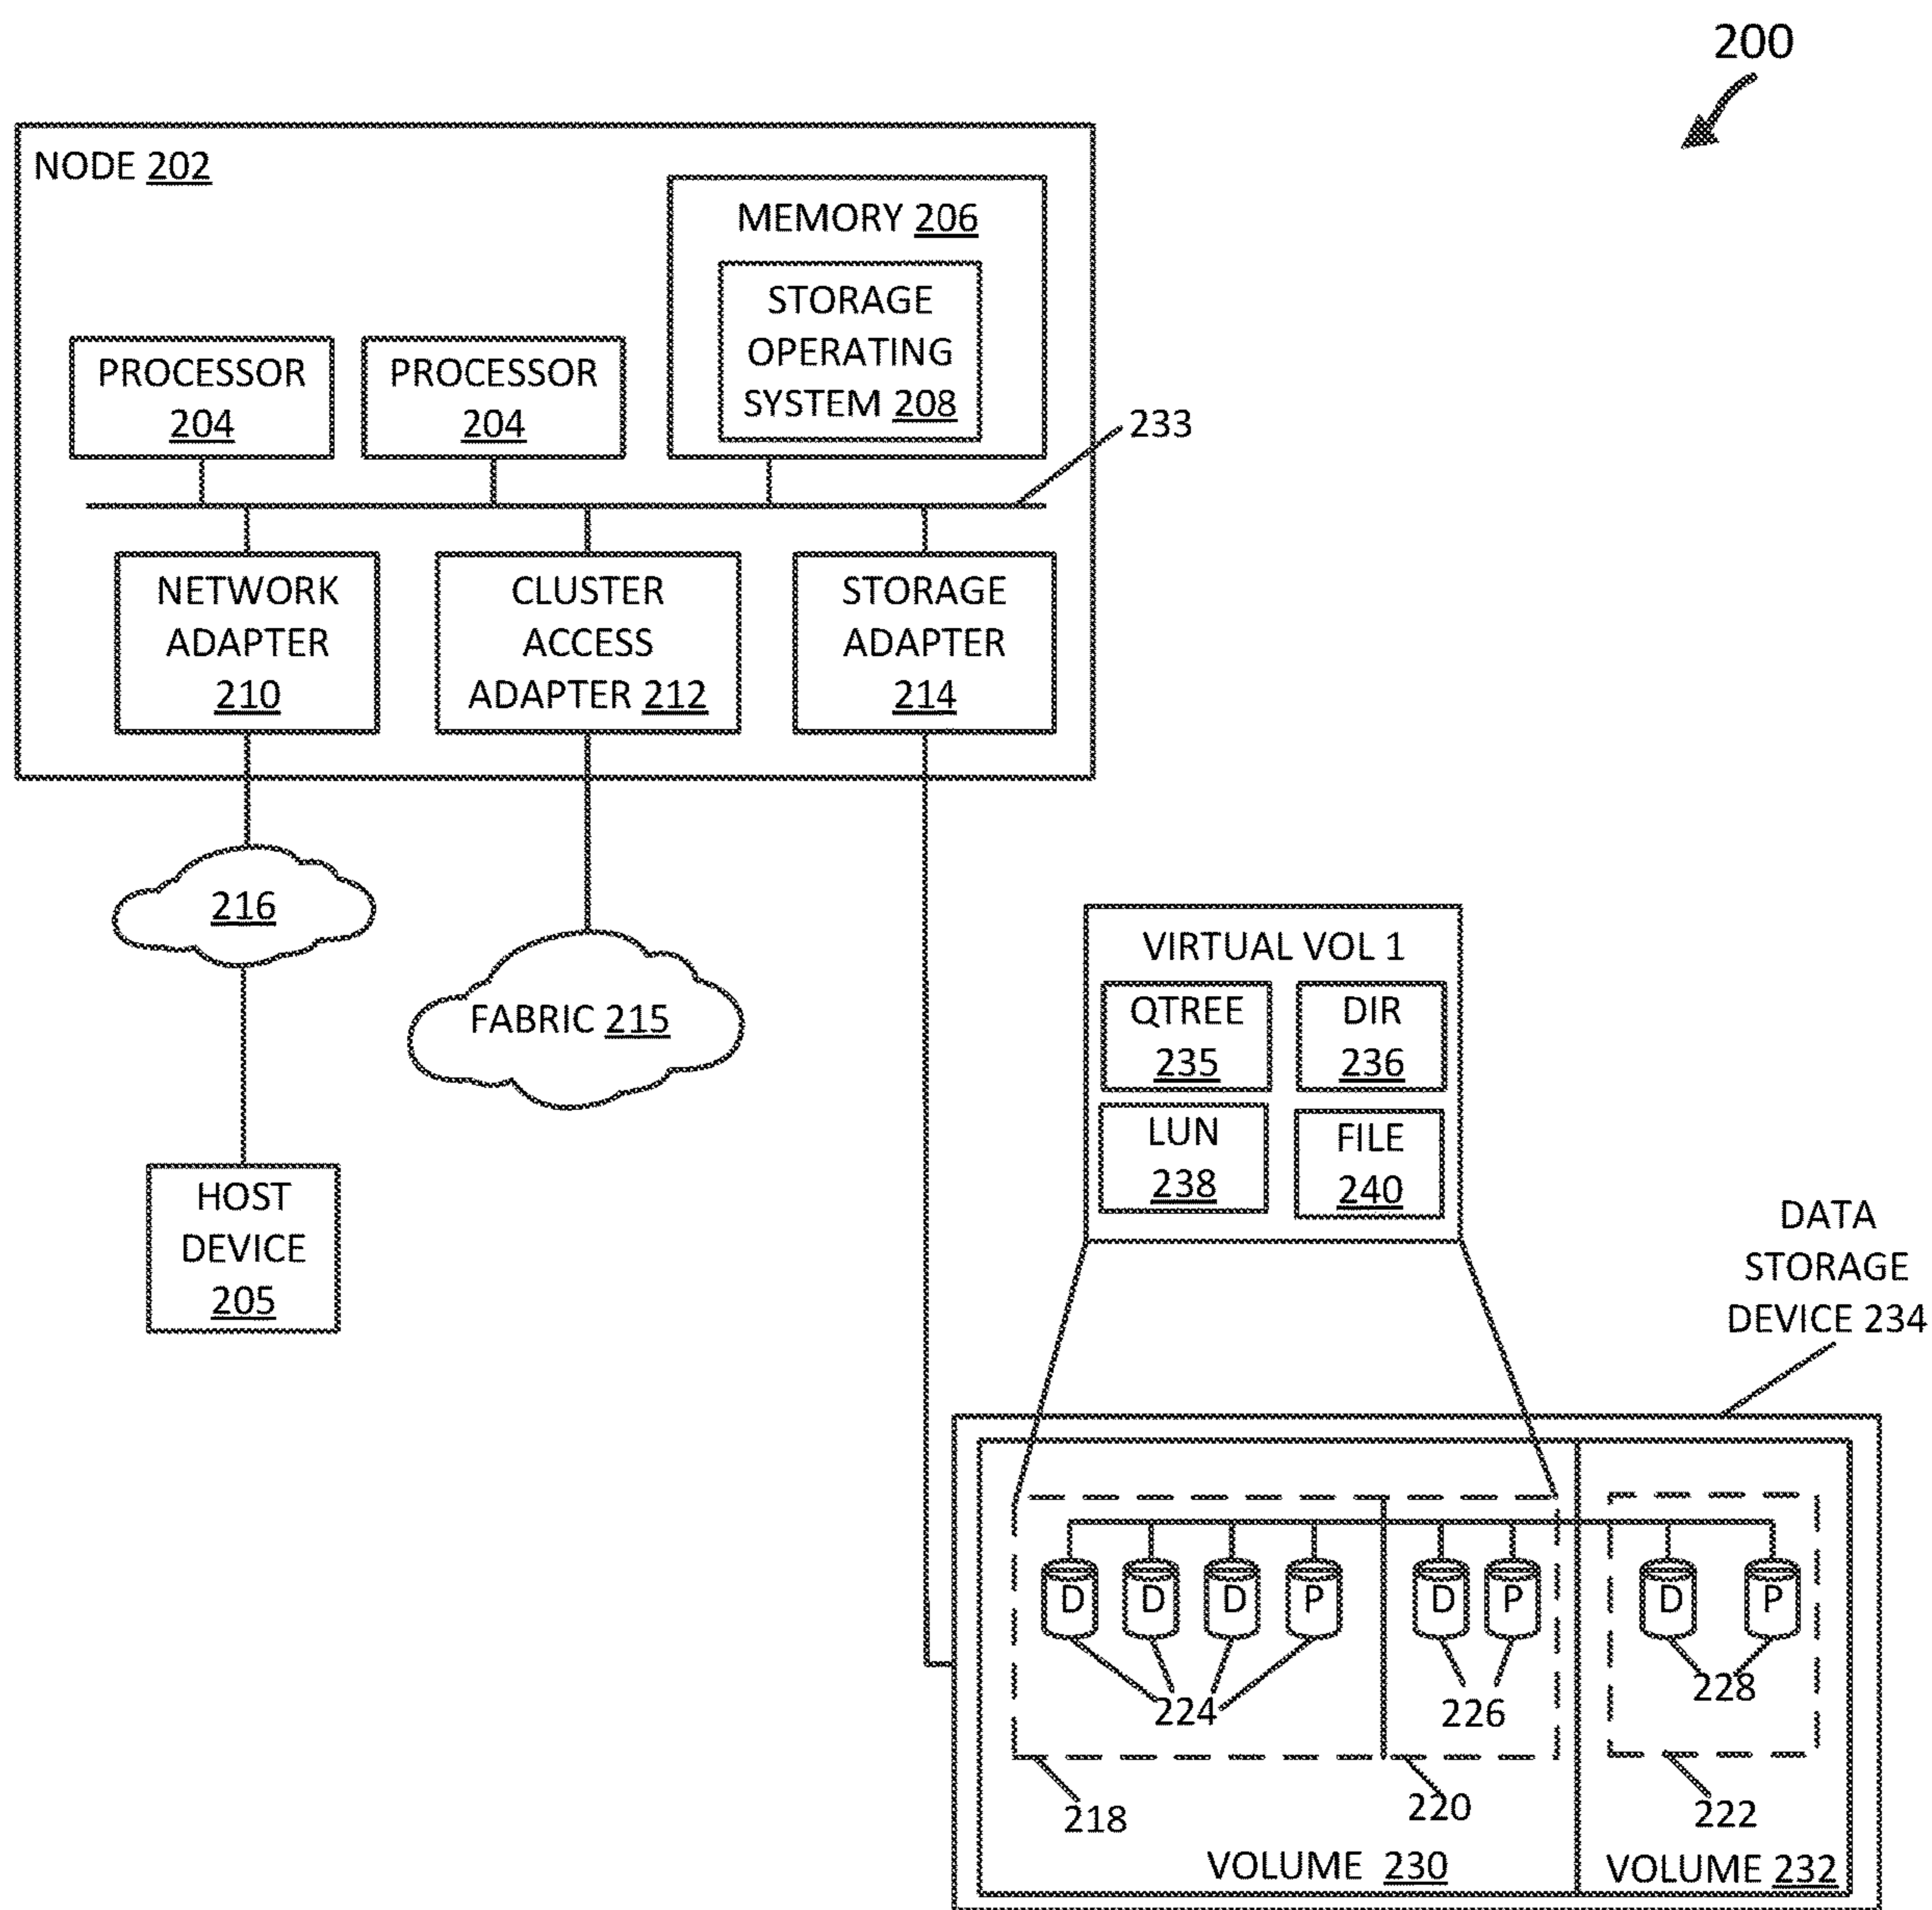 200
NODE 202
MEMORY 206
STORAGE
OPERATING
SYSTEM 208
PROCESSOR
204
PROCESSOR
204
233
NETWORK
ADAPTER
210
CLUSTER
ACCESS
ADAPTER 212
STORAGE
ADAPTER
214
216
FABRIC 215
HOST
DEVICE
205
VIRTUAL VOL 1
QTREE
235
DIR
236
LUN
238
FILE
240
DATA
STORAGE
DEVICE 234
D
D
D
P
D
P
D
P
224
226
228
218
220
222
VOLUME 230
VOLUME 232